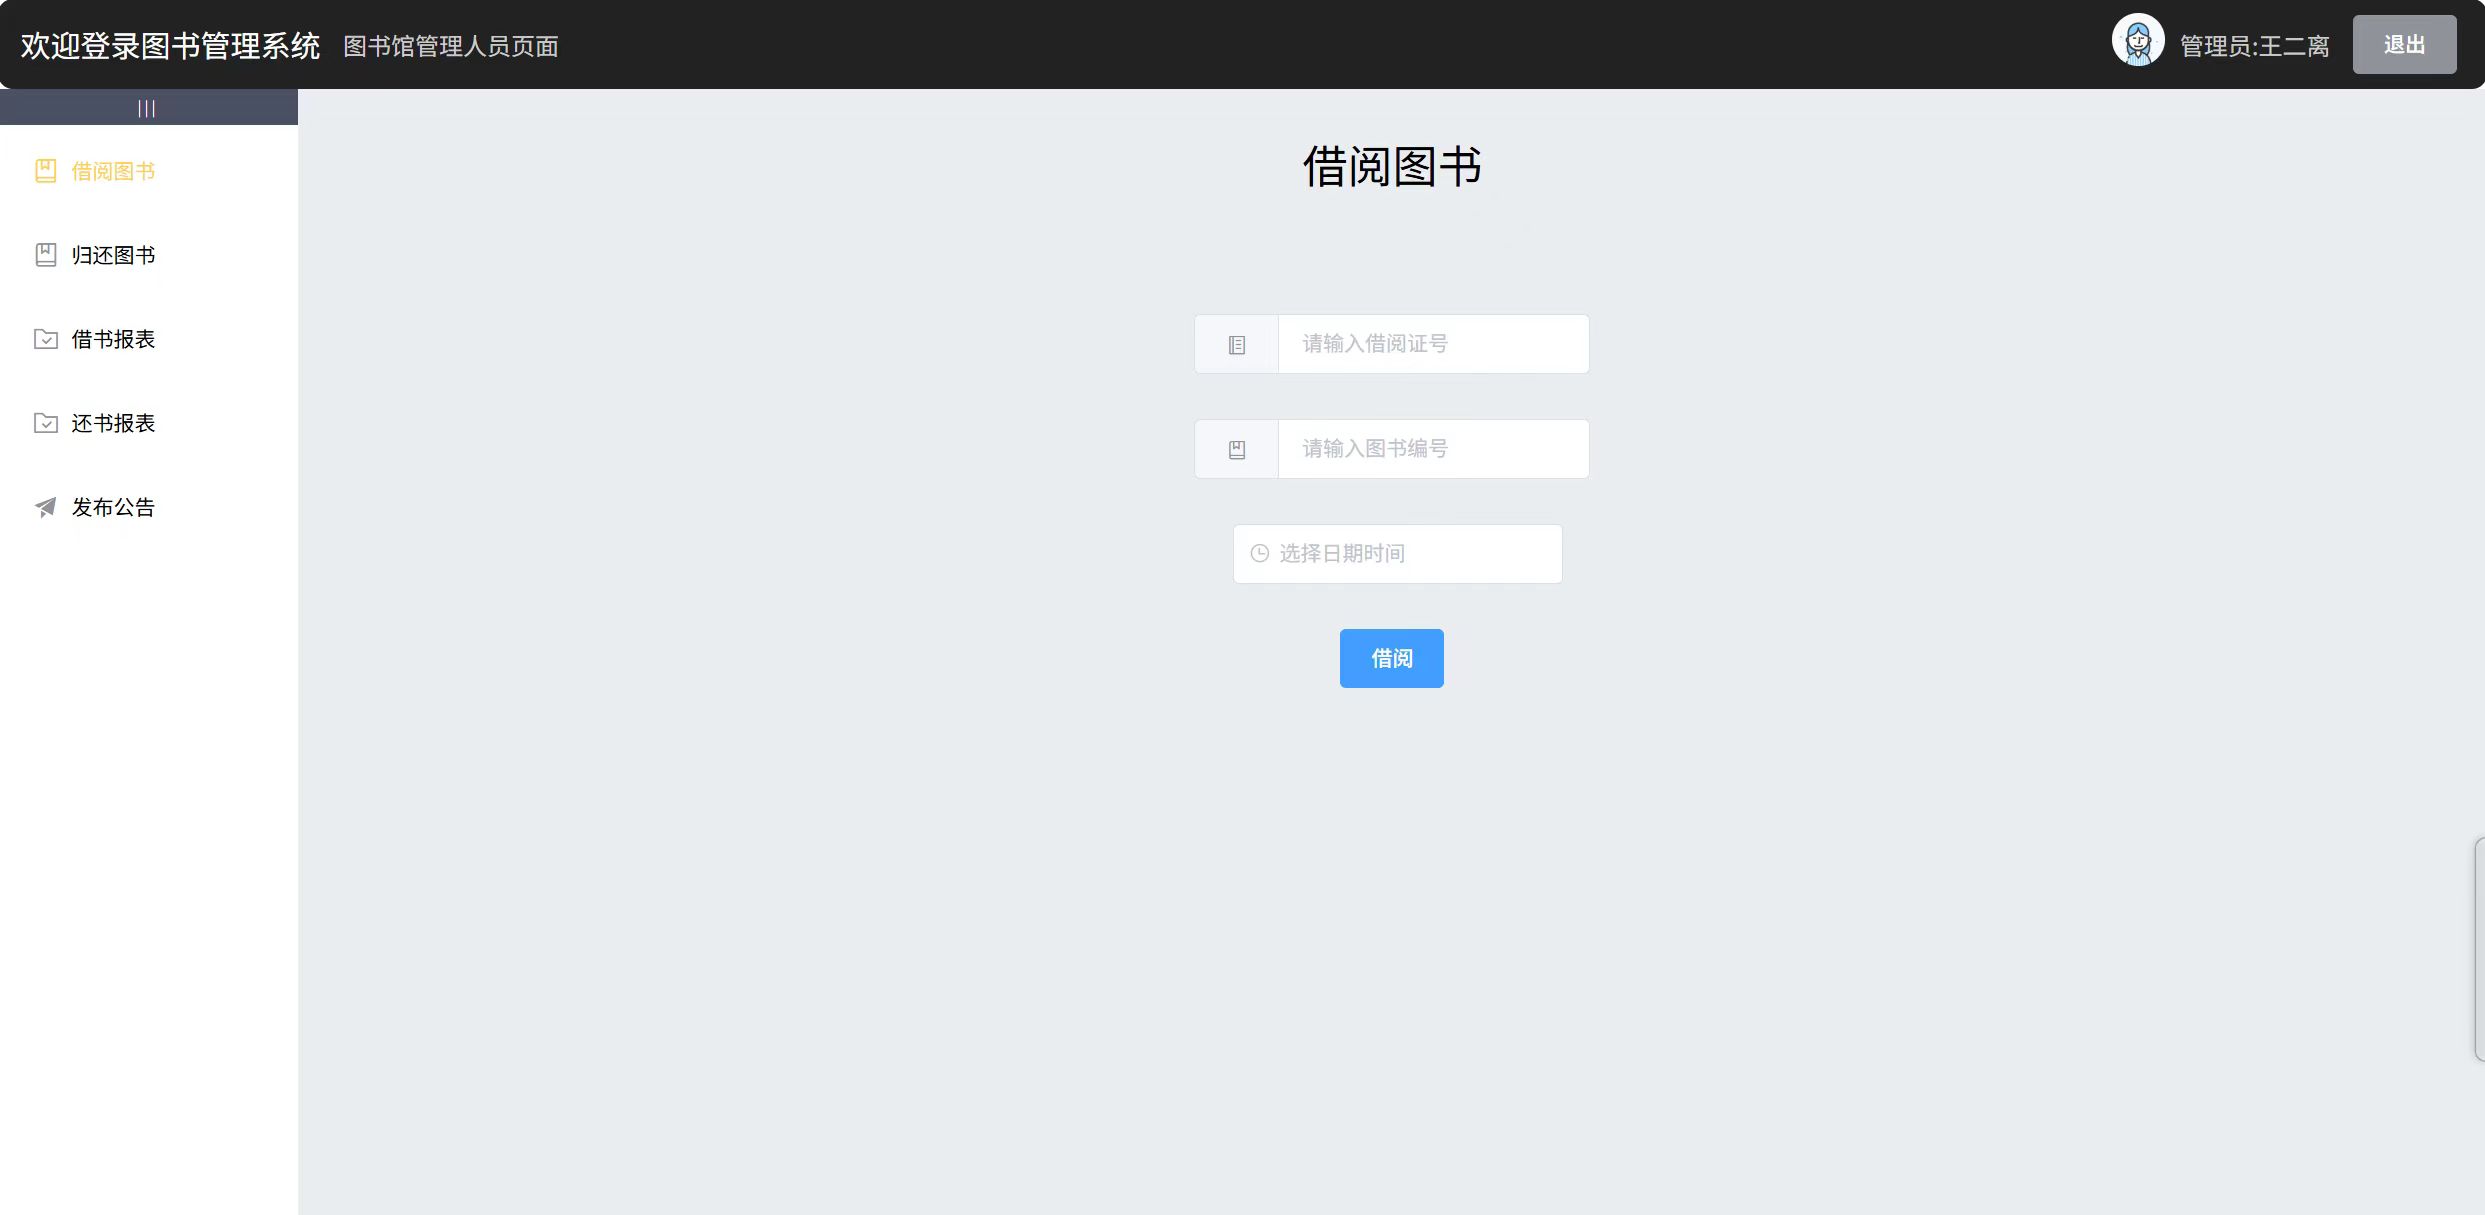 欢迎登录图书管理系统 图书馆管理人员页面
管理员:王二离 退出
|||
借阅图书
归还图书
借书报表
还书报表
发布公告
借阅图书
请输入借阅证号
请输入图书编号
选择日期时间
借阅